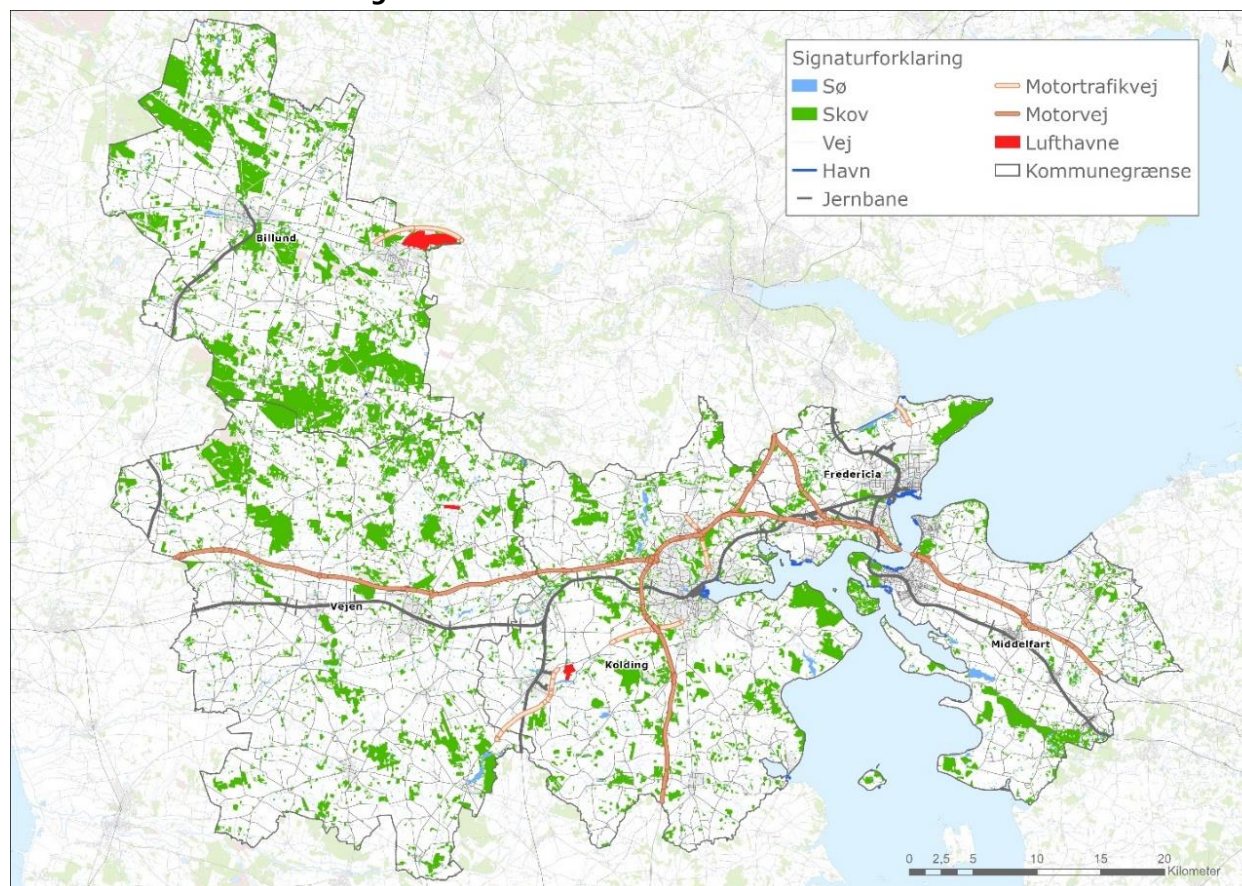 Signaturforklaring
Sø
Skov
Vej
Havn
Jernbane
Motortrafikvej
Motorvej
Lufthavne
Kommunegrænse
N
Billund
Fredericia
Vejen
Kolding
Middelfart
0 2,5 5 10 15 20
Kilometer